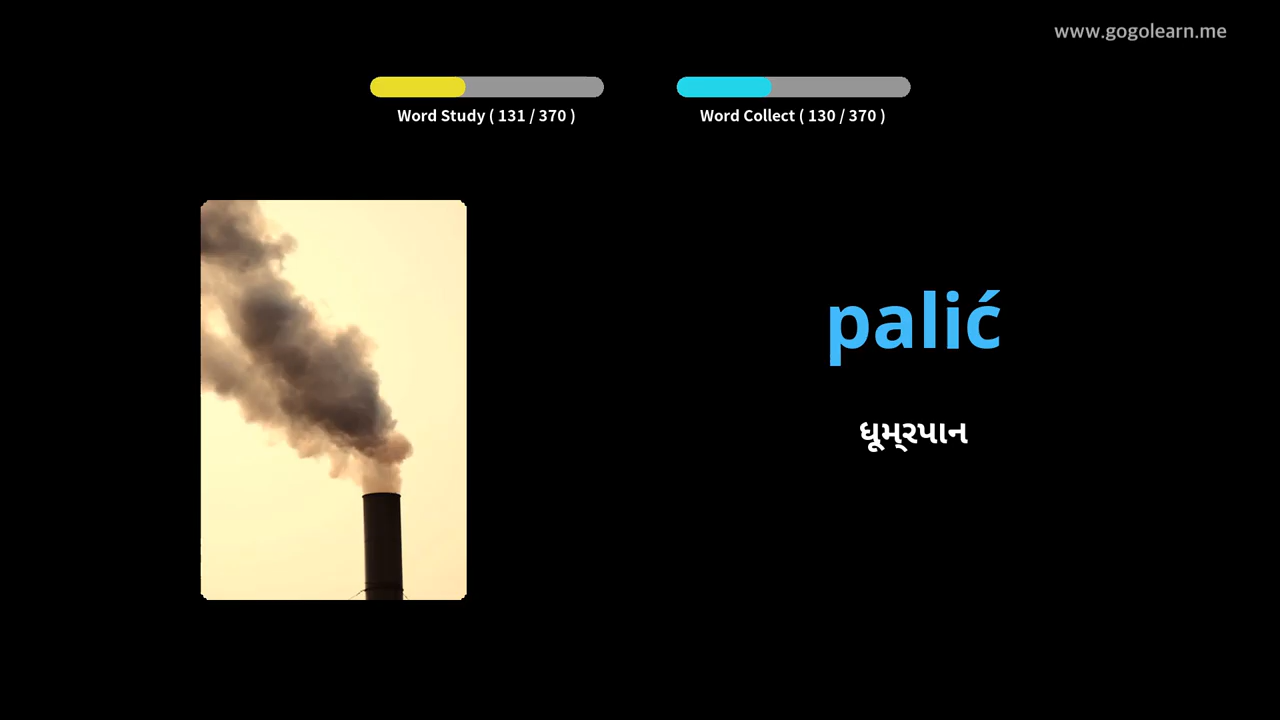 www.gogolearn.me
Word Study ( 131 / 370 )
Word Collect ( 130 / 370 )
palić
ધૂમ્રપાન